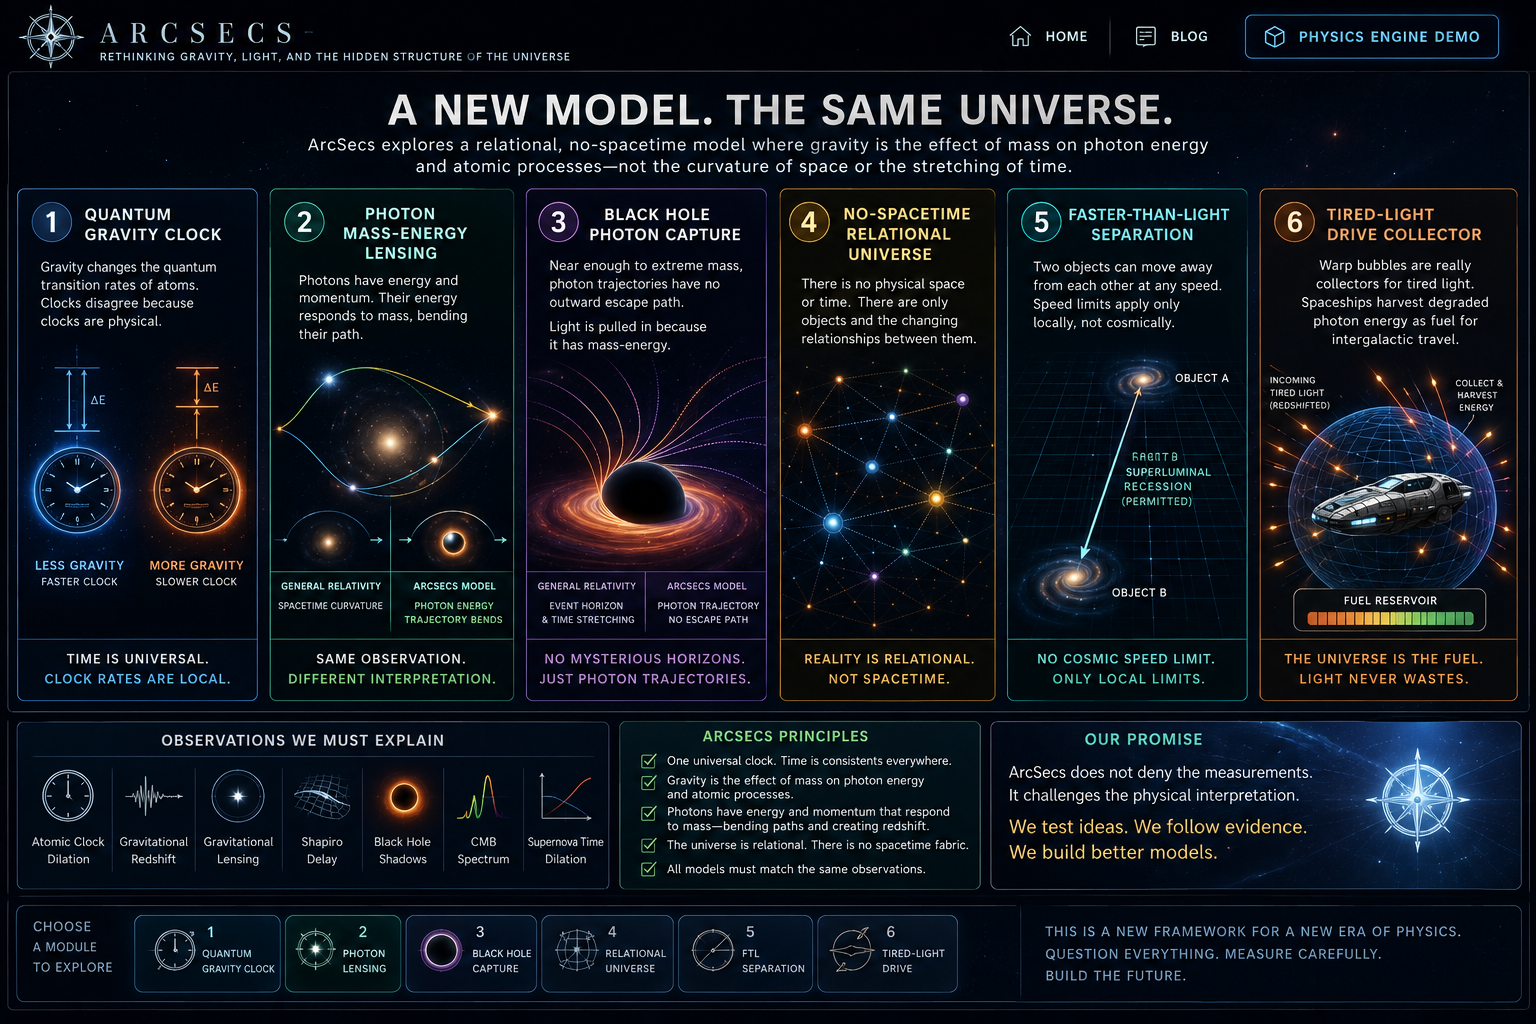 ARCSECS
RETHINKING GRAVITY, LIGHT, AND THE HIDDEN STRUCTURE OF THE UNIVERSE
HOME
BLOG
PHYSICS ENGINE DEMO
A NEW MODEL. THE SAME UNIVERSE.
ArcSecs explores a relational, no-spacetime model where gravity is the effect of mass on photon energy
and atomic processes—not the curvature of space or the stretching of time.
1
QUANTUM
GRAVITY CLOCK
Gravity changes the quantum
transition rates of atoms.
Clocks disagree because
clocks are physical.
ΔE
ΔE
LESS GRAVITY
FASTER CLOCK
MORE GRAVITY
SLOWER CLOCK
TIME IS UNIVERSAL.
CLOCK RATES ARE LOCAL.
2
PHOTON
MASS-ENERGY
LENSING
Photons have energy and
momentum. Their energy
responds to mass, bending
their path.
GENERAL RELATIVITY
SPACETIME CURVATURE
ARCSECS MODEL
PHOTON ENERGY
TRAJECTORY BENDS
SAME OBSERVATION.
DIFFERENT INTERPRETATION.
3
BLACK HOLE
PHOTON CAPTURE
Near enough to extreme mass,
photon trajectories have no
outward escape path.
Light is pulled in because
it has mass-energy.
GENERAL RELATIVITY
EVENT HORIZON
& TIME STRETCHING
ARCSECS MODEL
PHOTON TRAJECTORY
NO ESCAPE PATH
NO MYSTERIOUS HORIZONS.
JUST PHOTON TRAJECTORIES.
4
NO-SPACETIME
RELATIONAL
UNIVERSE
There is no physical space
or time. There are only
objects and the changing
relationships between them.
REALITY IS RELATIONAL.
NOT SPACETIME.
5
FASTER-THAN-LIGHT
SEPARATION
Two objects can move away
from each other at any speed.
Speed limits apply only
locally, not cosmically.
OBJECT A
SUPERLUMINAL
RECESSION
(PERMITTED)
OBJECT B
NO COSMIC SPEED LIMIT.
ONLY LOCAL LIMITS.
6
TIRED-LIGHT
DRIVE COLLECTOR
Warp bubbles are really
collectors for tired light.
Spaceships harvest degraded
photon energy as fuel for
intergalactic travel.
INCOMING
TIRED LIGHT
(REDSHIFTED)
COLLECT &
HARVEST
ENERGY
FUEL RESERVOIR
THE UNIVERSE IS THE FUEL.
LIGHT NEVER WASTES.
OBSERVATIONS WE MUST EXPLAIN
Atomic Clock
Dilation
Gravitational
Redshift
Gravitational
Lensing
Shapiro
Delay
Black Hole
Shadows
CMB
Spectrum
Supernova Time
Dilation
ARCSECS PRINCIPLES
One universal clock. Time is consistents everywhere.
Gravity is the effect of mass on photon energy
and atomic processes.
Photons have energy and momentum that respond
to mass—bending paths and creating redshift.
The universe is relational. There is no spacetime fabric.
All models must match the same observations.
OUR PROMISE
ArcSecs does not deny the measurements.
It challenges the physical interpretation.
We test ideas. We follow evidence.
We build better models.
CHOOSE
A MODULE
TO EXPLORE
1
QUANTUM
GRAVITY CLOCK
2
PHOTON
LENSING
3
BLACK HOLE
CAPTURE
4
RELATIONAL
UNIVERSE
5
FTL
SEPARATION
6
TIRED-LIGHT
DRIVE
THIS IS A NEW FRAMEWORK FOR A NEW ERA OF PHYSICS.
QUESTION EVERYTHING. MEASURE CAREFULLY.
BUILD THE FUTURE.